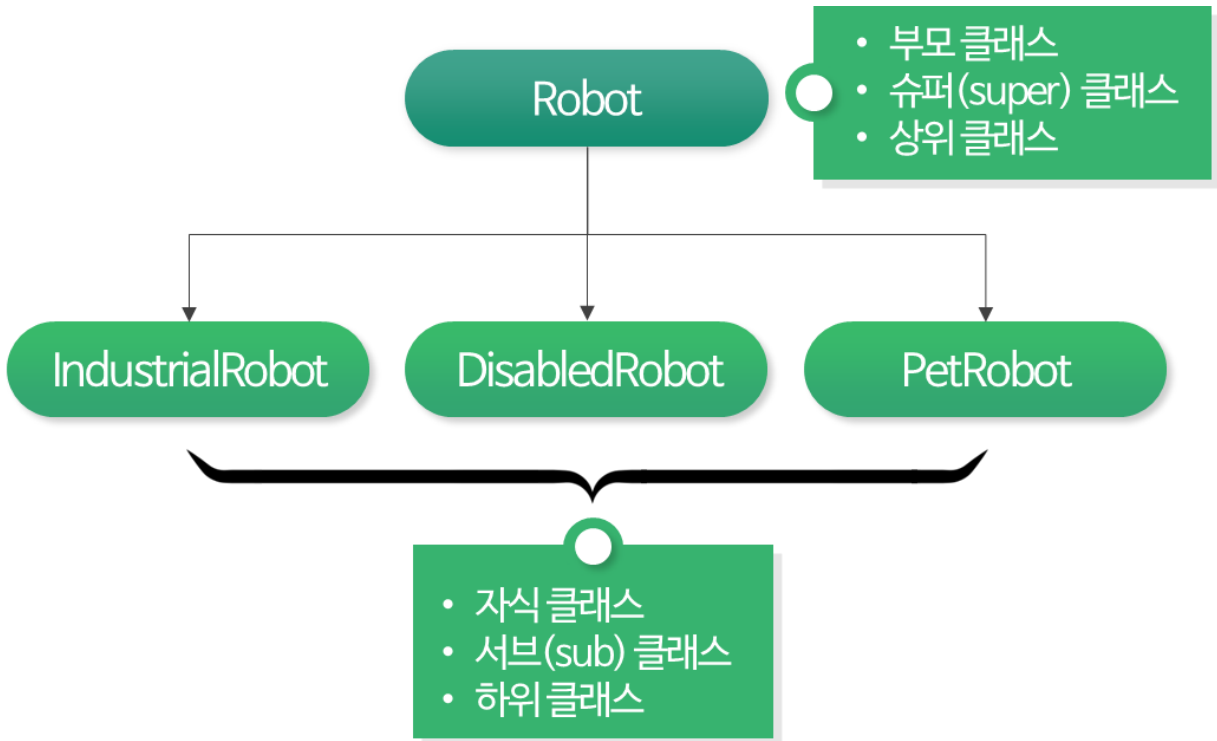 Robot
• 부모 클래스
• 슈퍼(super) 클래스
• 상위 클래스
IndustrialRobot
DisabledRobot
PetRobot
• 자식 클래스
• 서브(sub) 클래스
• 하위 클래스